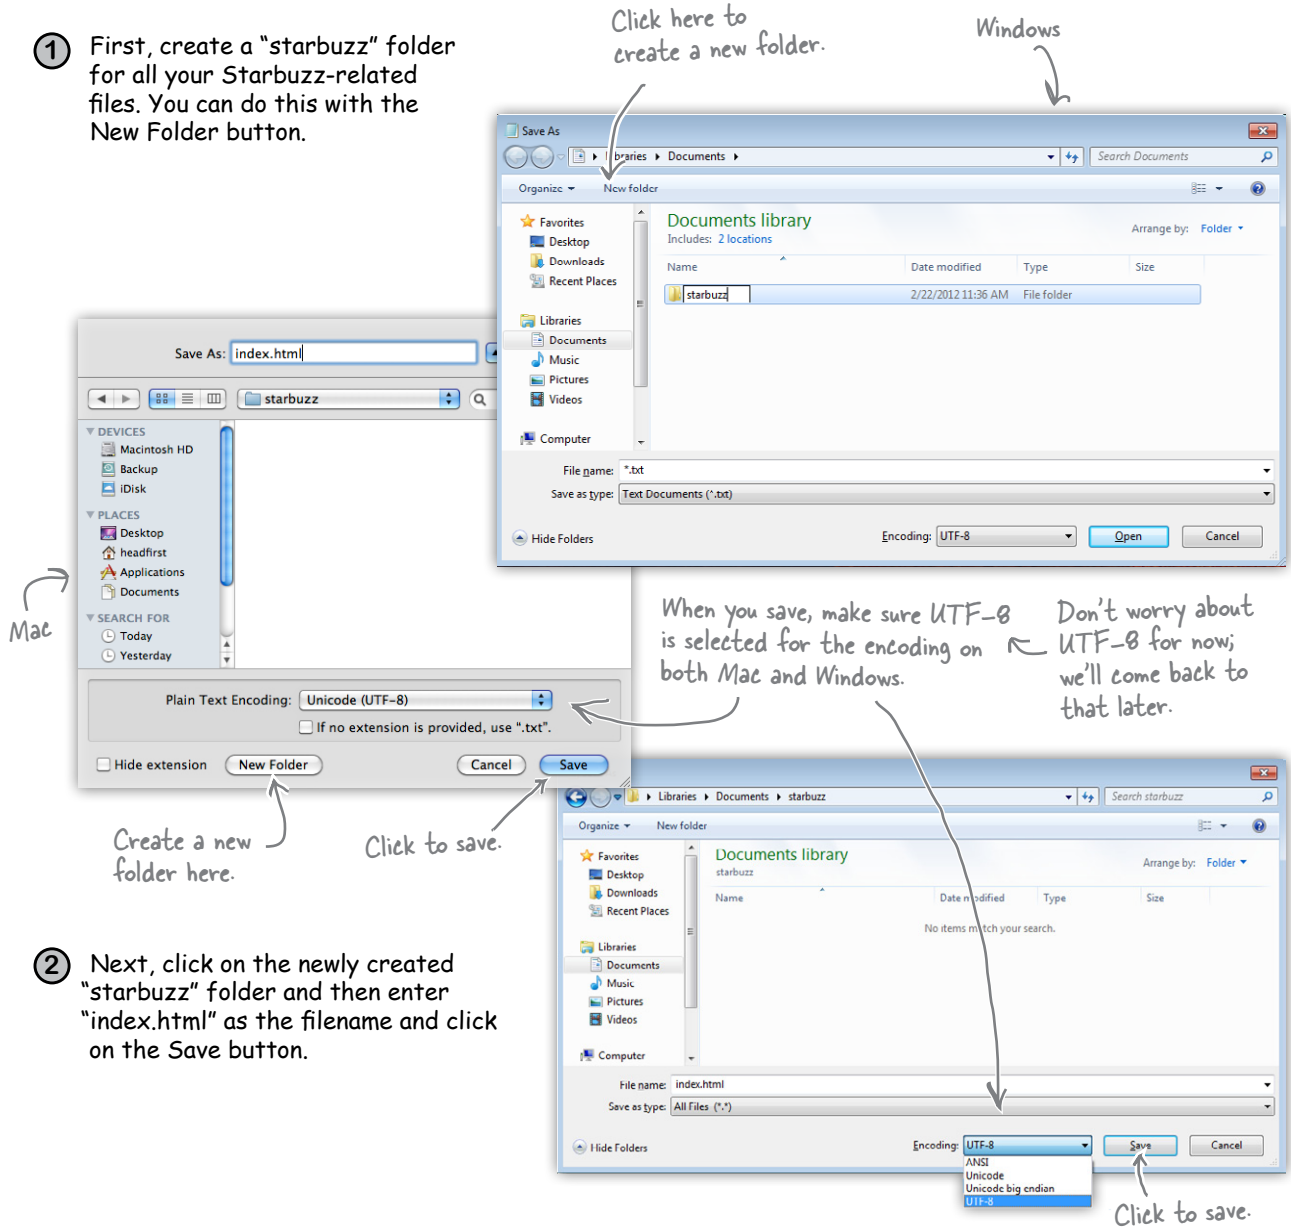 1 First, create a “starbuzz” folder
for all your Starbuzz-related
files. You can do this with the
New Folder button.
Click here to
create a new folder.
Windows
Save As
Libraries Documents
Search Documents
Organize New folder
Favorites
Desktop
Downloads
Recent Places
Libraries
Documents
Music
Pictures
Videos
Computer
Documents library
Includes: 2 locations
Arrange by: Folder
Name Date modified Type Size
starbuzz 2/22/2012 11:36 AM File folder
File name: *.txt
Save as type: Text Documents (*.txt)
Hide Folders
Encoding: UTF-8
Open
Cancel
Save As: index.html
starbuzz
DEVICES
Macintosh HD
Backup
iDisk
PLACES
Desktop
headfirst
Applications
Documents
SEARCH FOR
Today
Yesterday
Plain Text Encoding: Unicode (UTF-8)
If no extension is provided, use “.txt”.
Hide extension
New Folder
Cancel
Save
Mac
When you save, make sure UTF-8
is selected for the encoding on
both Mac and Windows.
Don't worry about
UTF-8 for now;
we'll come back to
that later.
Create a new
folder here.
Click to save.
Libraries Documents starbuzz
Search starbuzz
Organize New folder
Favorites
Desktop
Downloads
Recent Places
Libraries
Documents
Music
Pictures
Videos
Computer
Documents library
starbuzz
Arrange by: Folder
Name Date modified Type Size
No items match your search.
File name: index.html
Save as type: All Files (*.*)
Hide Folders
Encoding: UTF-8
Save
Cancel
ANSI
Unicode
Unicode big endian
UTF-8
Click to save.
2 Next, click on the newly created
“starbuzz” folder and then enter
“index.html” as the filename and click
on the Save button.